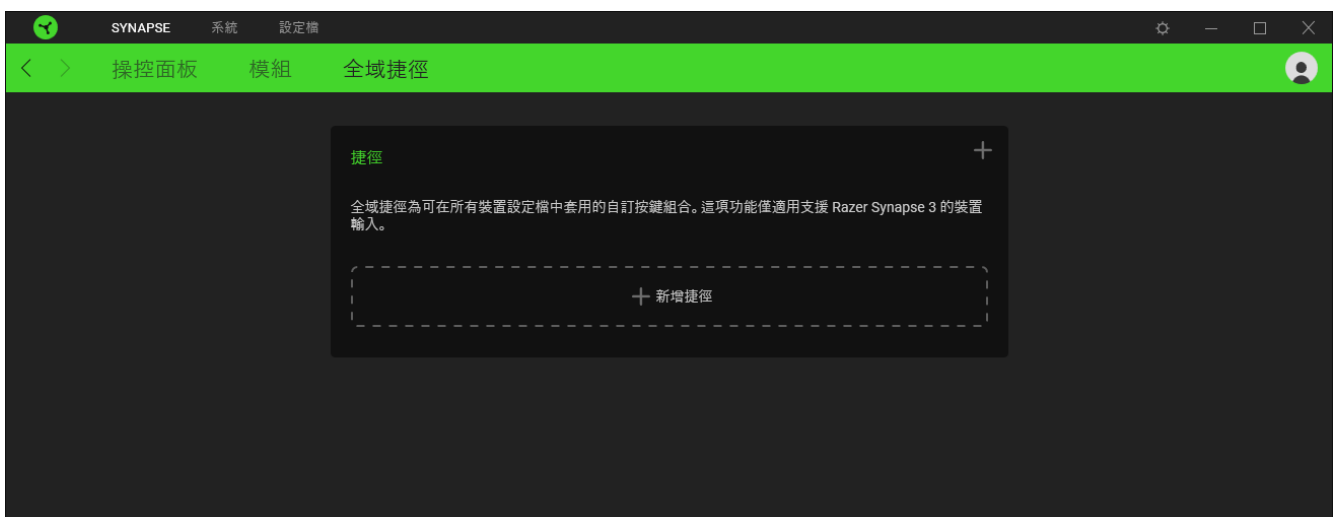 SYNAPSE 系統 設定檔
操控面板 模組 全域捷徑
捷徑
全域捷徑為可在所有裝置設定檔中套用的自訂按鍵組合。這項功能僅適用支援 Razer Synapse 3 的裝置
輸入。
新增捷徑